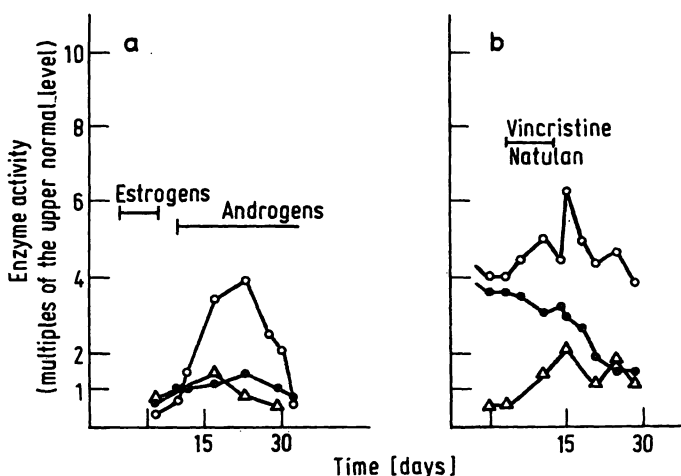 a
b
10
8
6
4
2
1
Enzyme activity
(multiples of the upper normal level)
Estrogens
Androgens
Vincristine
Natulan
15
30
15
30
Time [days]